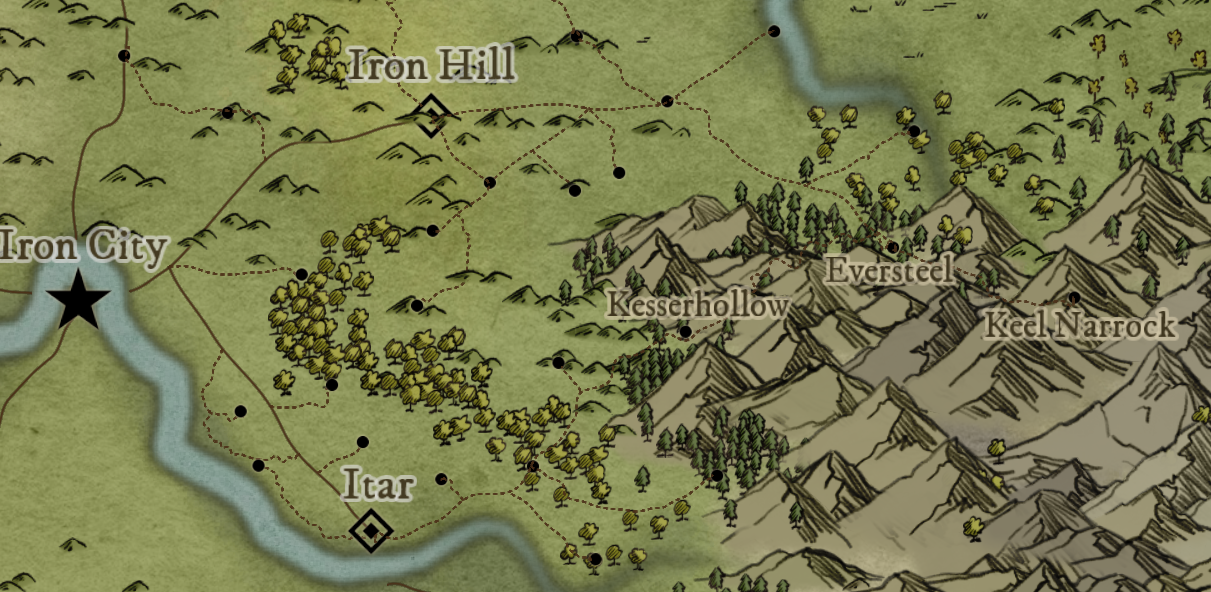 Iron Hill
Iron City
Eversteel
Kesserhollow
Keel Narrock
Itar